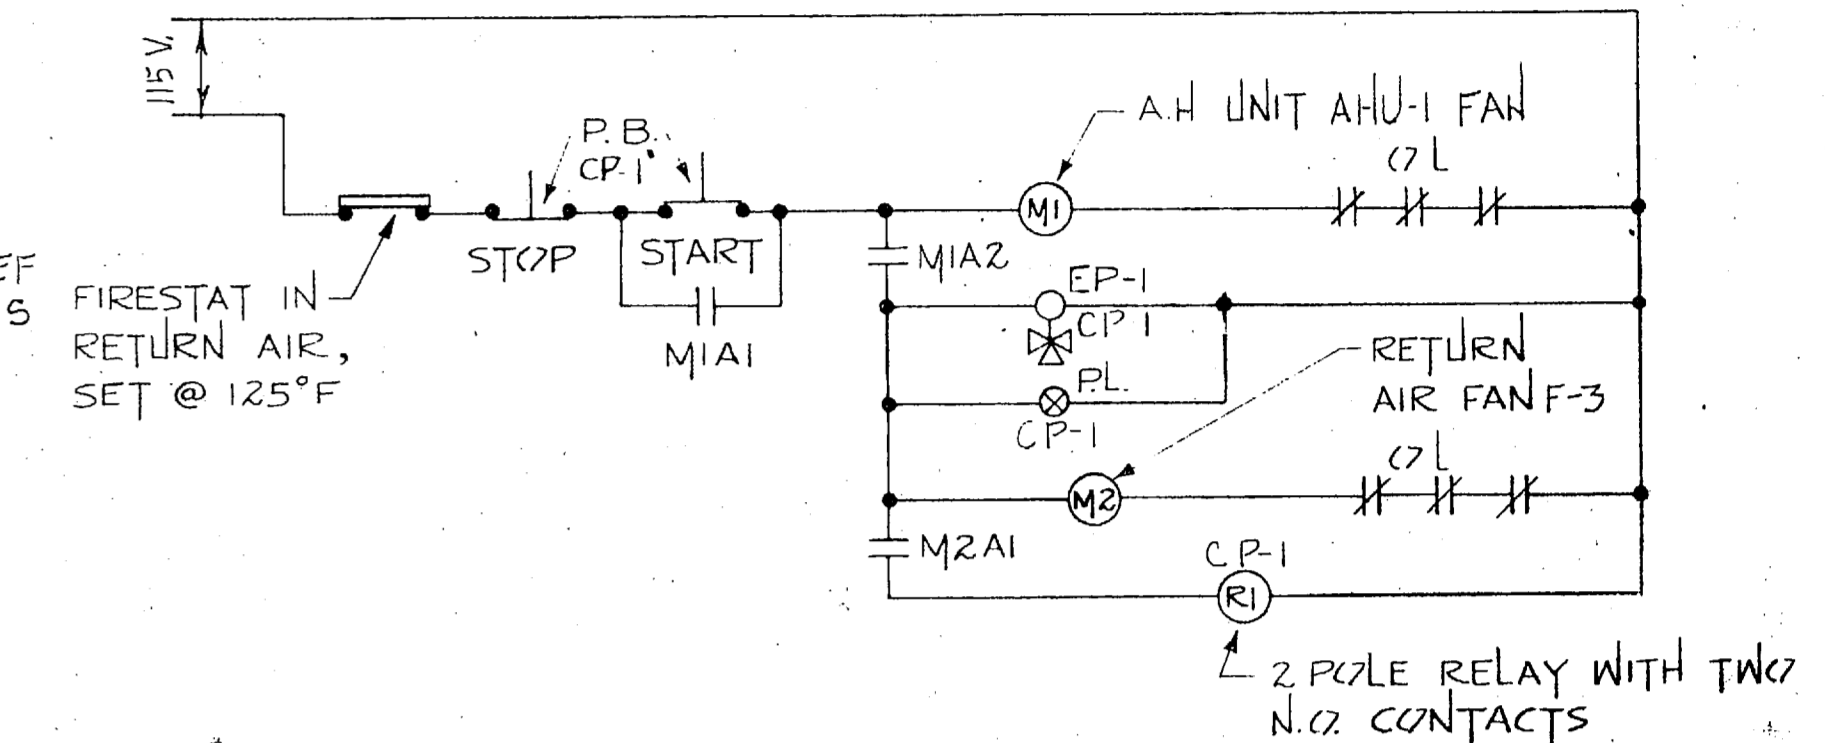 115 V.
A.H UNIT AHU-1 FAN
P.B.
CP-1
OL
M1
STOP
START
M1A2
EF
S
FIRESTAT IN
RETURN AIR,
SET @ 125°F
M1A1
EP-1
CP 1
RETURN
AIR FAN F-3
P.L.
CP-1
OL
M2
M2A1
CP-1
R1
2 POLE RELAY WITH TWO
N.O. CONTACTS